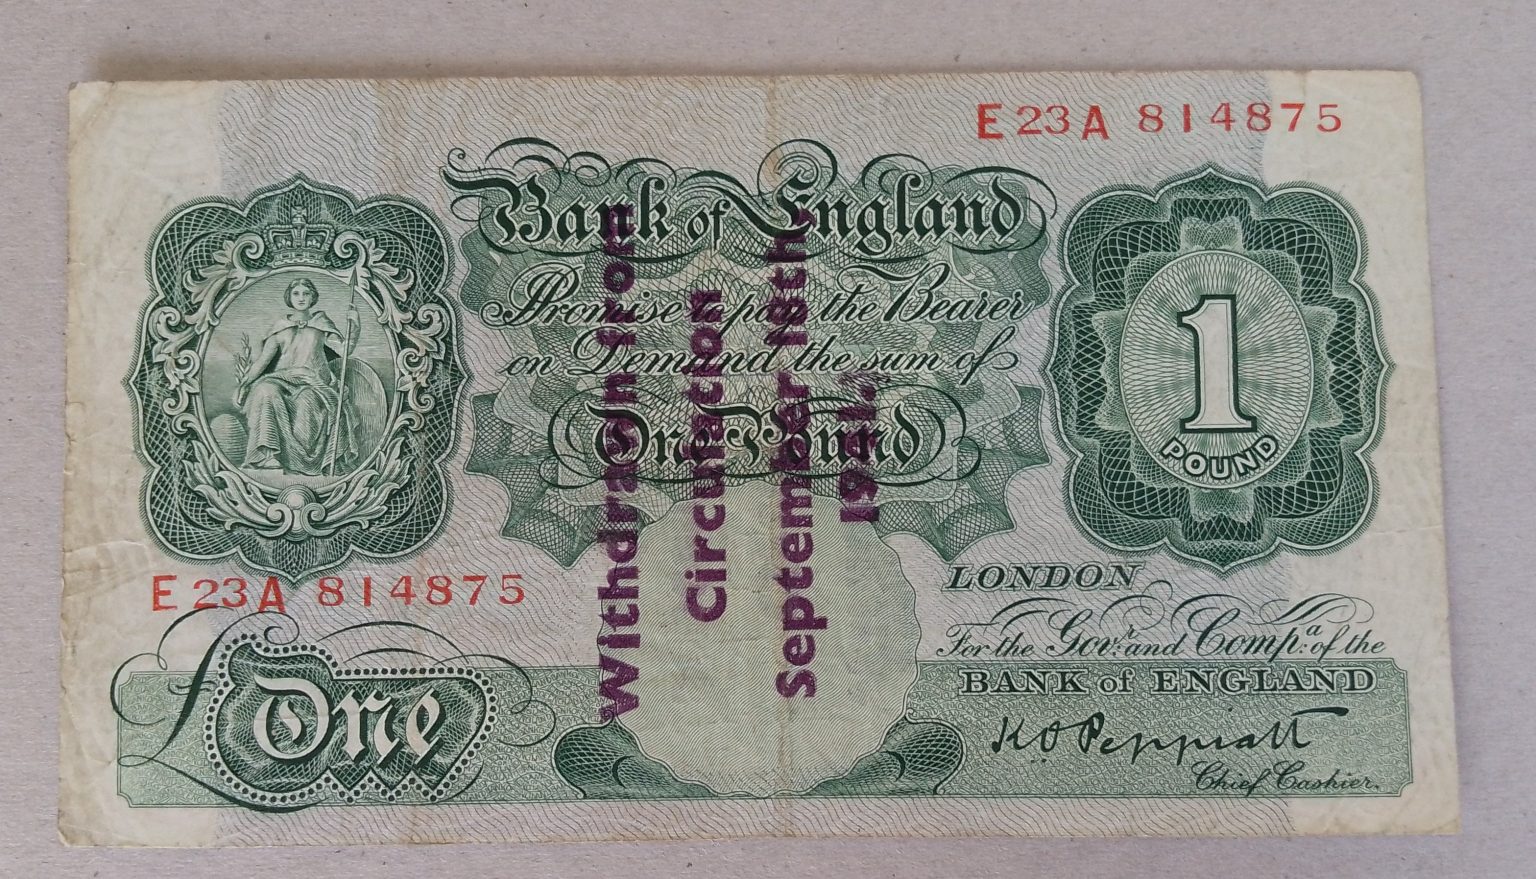 E23A 814875
Bank of England
Promise to pay the Bearer
on Demand the sum of
One Pound
1
POUND
E23A 814875
LONDON
For the Govr. and Compa. of the
BANK of ENGLAND
K O Peppiatt
Chief Cashier.
£One
Withdrawn from
Circulation
September 18th,
1941.